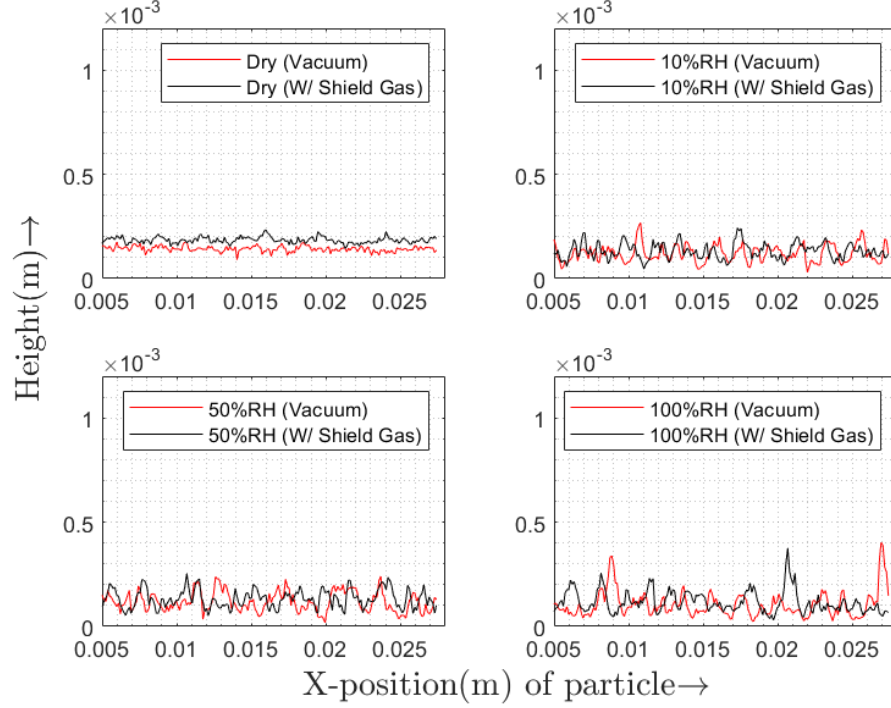 ×10⁻³
1
0.5
0
0.005 0.01 0.015 0.02 0.025
Dry (Vacuum)
Dry (W/ Shield Gas)
×10⁻³
1
0.5
0
0.005 0.01 0.015 0.02 0.025
10%RH (Vacuum)
10%RH (W/ Shield Gas)
Height(m)→
×10⁻³
1
0.5
0
0.005 0.01 0.015 0.02 0.025
50%RH (Vacuum)
50%RH (W/ Shield Gas)
×10⁻³
1
0.5
0
0.005 0.01 0.015 0.02 0.025
100%RH (Vacuum)
100%RH (W/ Shield Gas)
X-position(m) of particle→